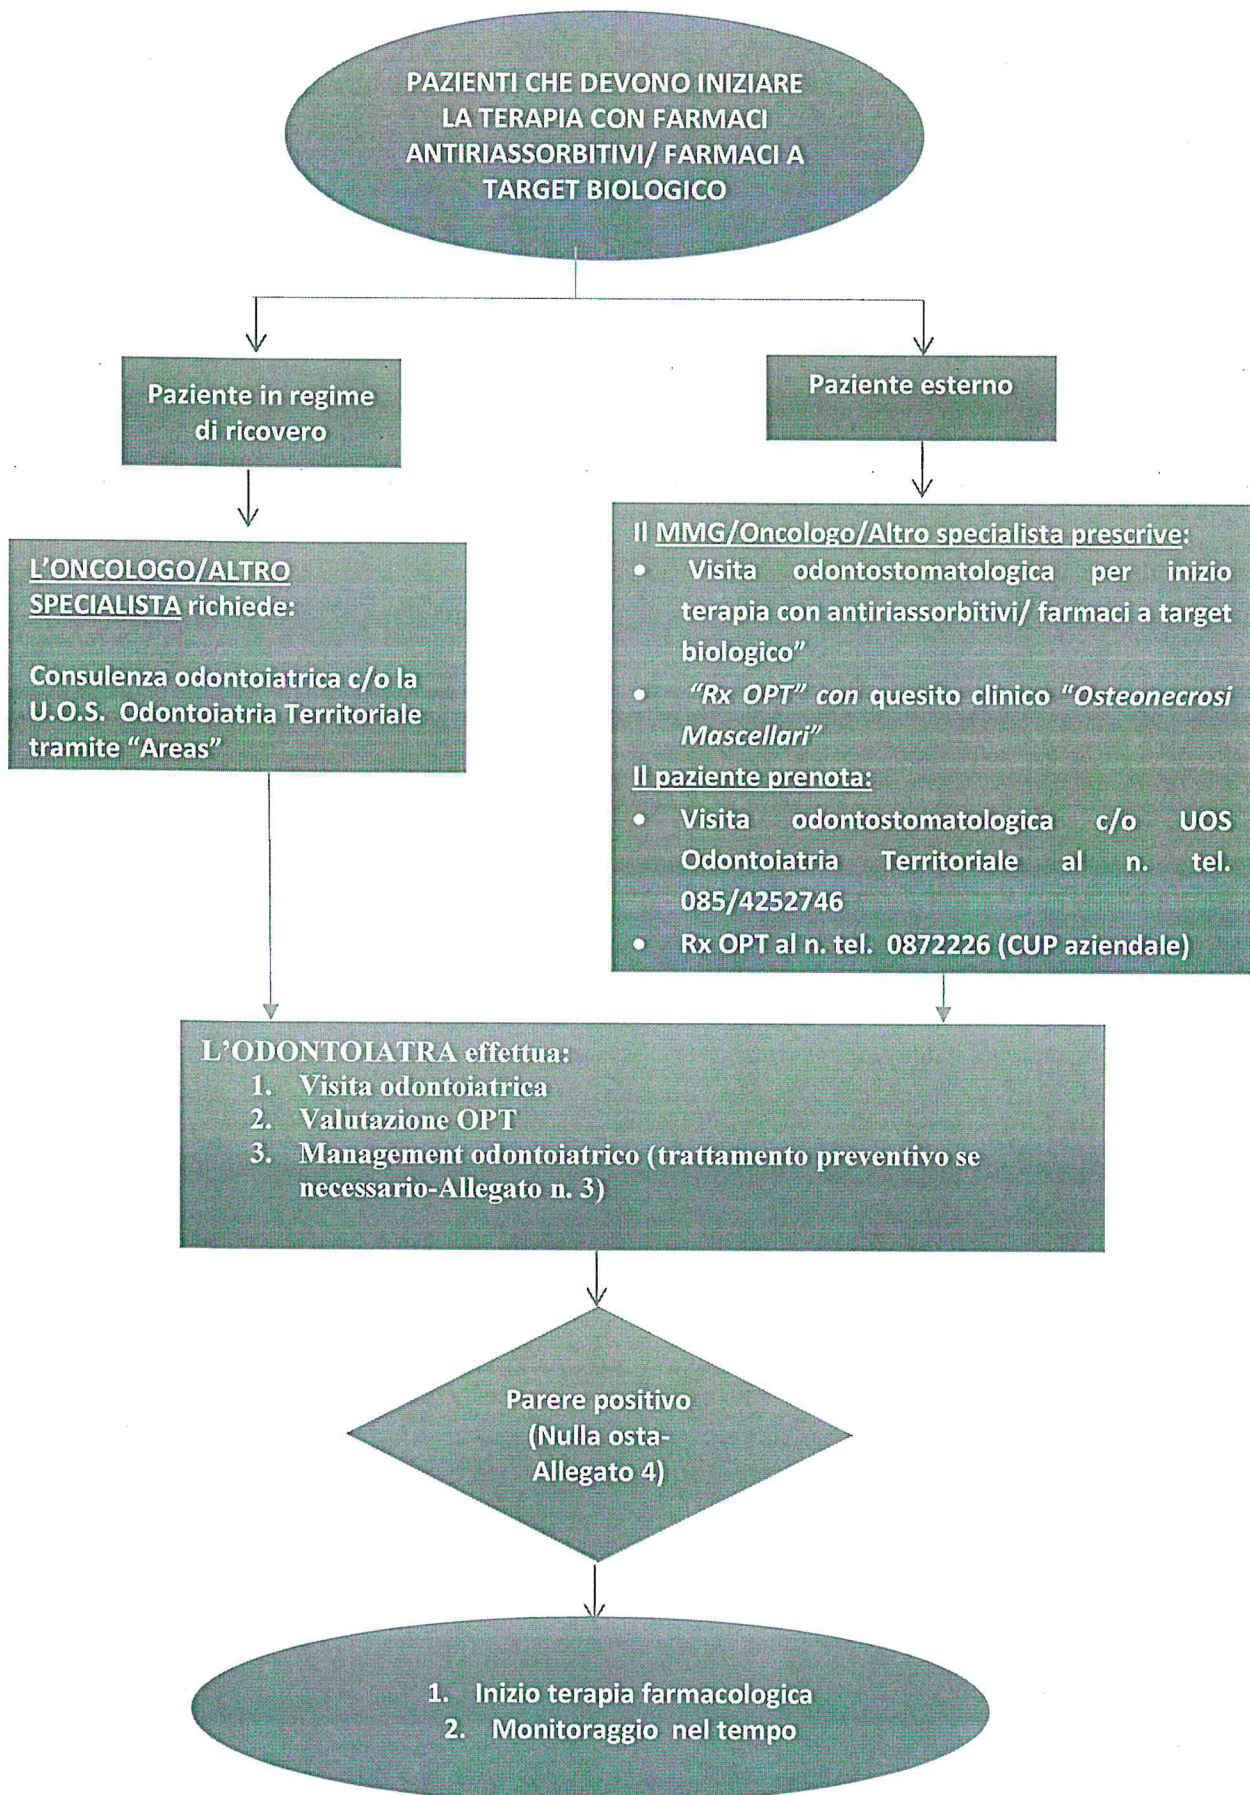 PAZIENTI CHE DEVONO INIZIARE
LA TERAPIA CON FARMACI
ANTIRIASSORBITIVI/ FARMACI A
TARGET BIOLOGICO
Paziente in regime
di ricovero
Paziente esterno
L'ONCOLOGO/ALTRO
SPECIALISTA richiede:
Consulenza odontoiatrica c/o la
U.O.S. Odontoiatria Territoriale
tramite "Areas"
Il MMG/Oncologo/Altro specialista prescrive:
• Visita odontostomatologica per inizio
terapia con antiriassorbitivi/ farmaci a target
biologico"
• "Rx OPT" con quesito clinico "Osteonecrosi
Mascellari"
Il paziente prenota:
• Visita odontostomatologica c/o UOS
Odontoiatria Territoriale al n. tel.
085/4252746
• Rx OPT al n. tel. 0872226 (CUP aziendale)
L'ODONTOIATRA effettua:
1. Visita odontoiatrica
2. Valutazione OPT
3. Management odontoiatrico (trattamento preventivo se
necessario-Allegato n. 3)
Parere positivo
(Nulla osta-
Allegato 4)
1. Inizio terapia farmacologica
2. Monitoraggio nel tempo